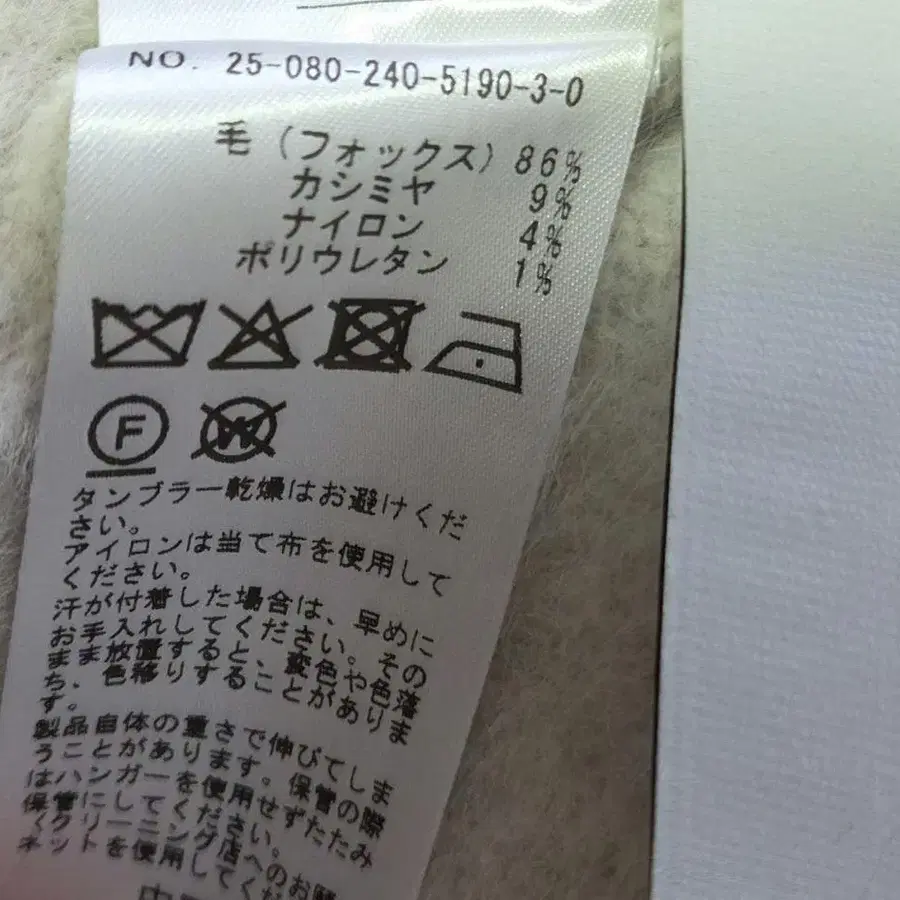 NO. 25-080-240-5190-3-0
毛（フォックス）86%
カシミヤ 9%
ナイロン 4%
ポリウレタン 1%
F
W
タンブラー乾燥はお避けくだ
さい。
アイロンは当て布を使用して
ください。
汗が付着した場合は、早めに
お手入れしてください。その
まま放置すると、変色や色落
ち、色移りすることがありま
す。
製品自体の重さで伸びてしま
うことがあります。保管の際
はハンガーを使用せずたたみ
保管にしてください。
〈クリーニング店へのお願
ネットを使用してくだ